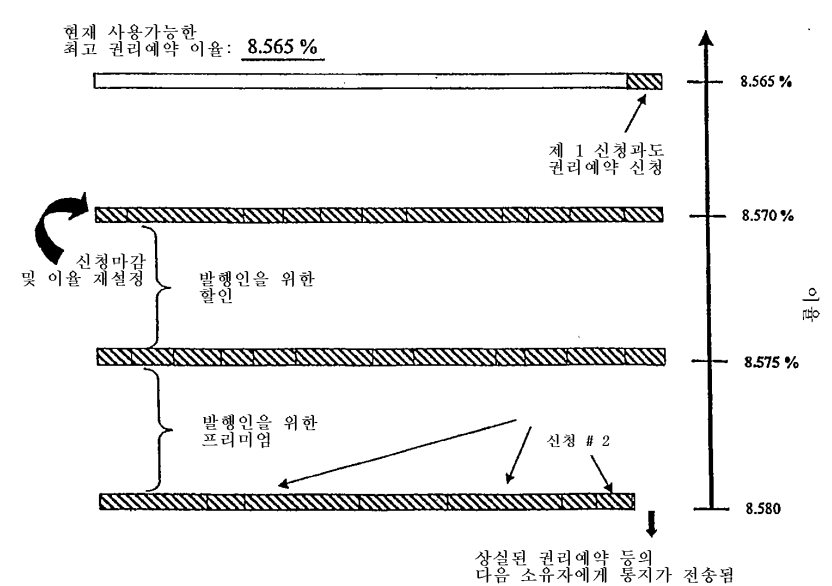 현재 사용가능한
최고 권리예약 이율: 8.565 %
8.565 %
제 1 신청과도
권리예약 신청
8.570 %
신청마감
및 이율 재설정
발행인을 위한
할인
이율
8.575 %
발행인을 위한
프리미엄
신청 # 2
8.580
상실된 권리예약 등의
다음 소유자에게 통지가 전송됨